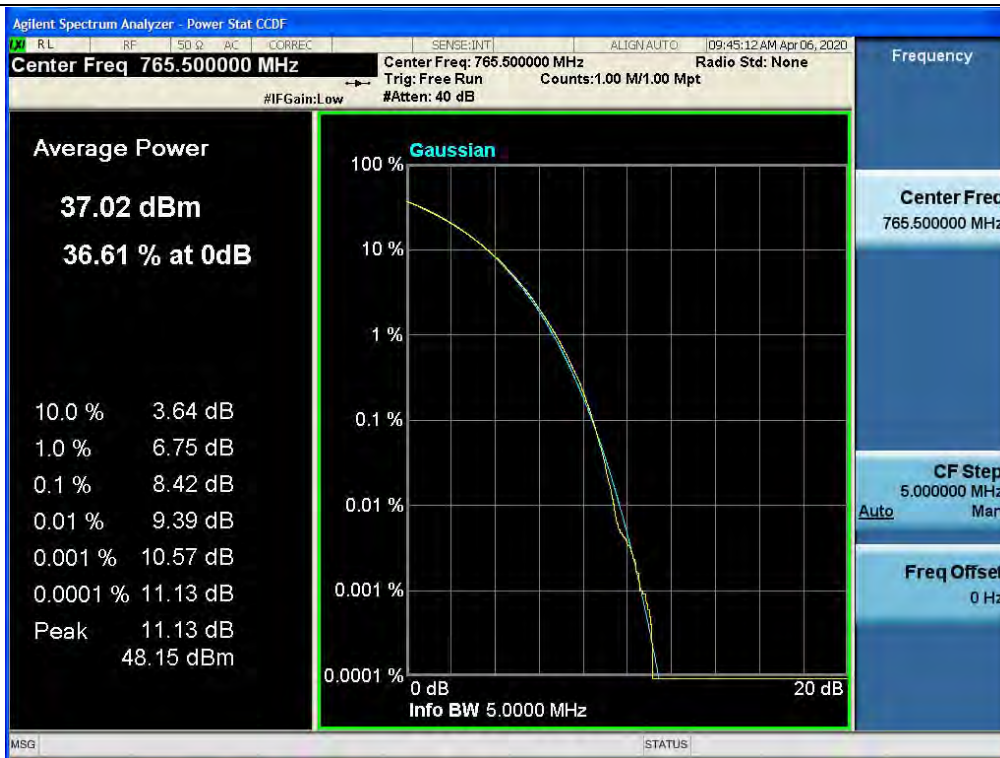 Agilent Spectrum Analyzer - Power Stat CCDF
LXI RL RF 50 Ω AC CORREC SENSE:INT ALIGN AUTO 09:45:12 AM Apr 06, 2020
Center Freq 765.500000 MHz
Center Freq: 765.500000 MHz Radio Std: None
Trig: Free Run Counts:1.00 M/1.00 Mpt
#IFGain:Low #Atten: 40 dB
Average Power
37.02 dBm
36.61 % at 0dB
10.0 % 3.64 dB
1.0 % 6.75 dB
0.1 % 8.42 dB
0.01 % 9.39 dB
0.001 % 10.57 dB
0.0001 % 11.13 dB
Peak 11.13 dB
48.15 dBm
Gaussian
100 %
10 %
1 %
0.1 %
0.01 %
0.001 %
0.0001 %
0 dB 20 dB
Info BW 5.0000 MHz
Frequency
Center Freq
765.500000 MHz
CF Step
5.000000 MHz
Auto Man
Freq Offset
0 Hz
MSG STATUS